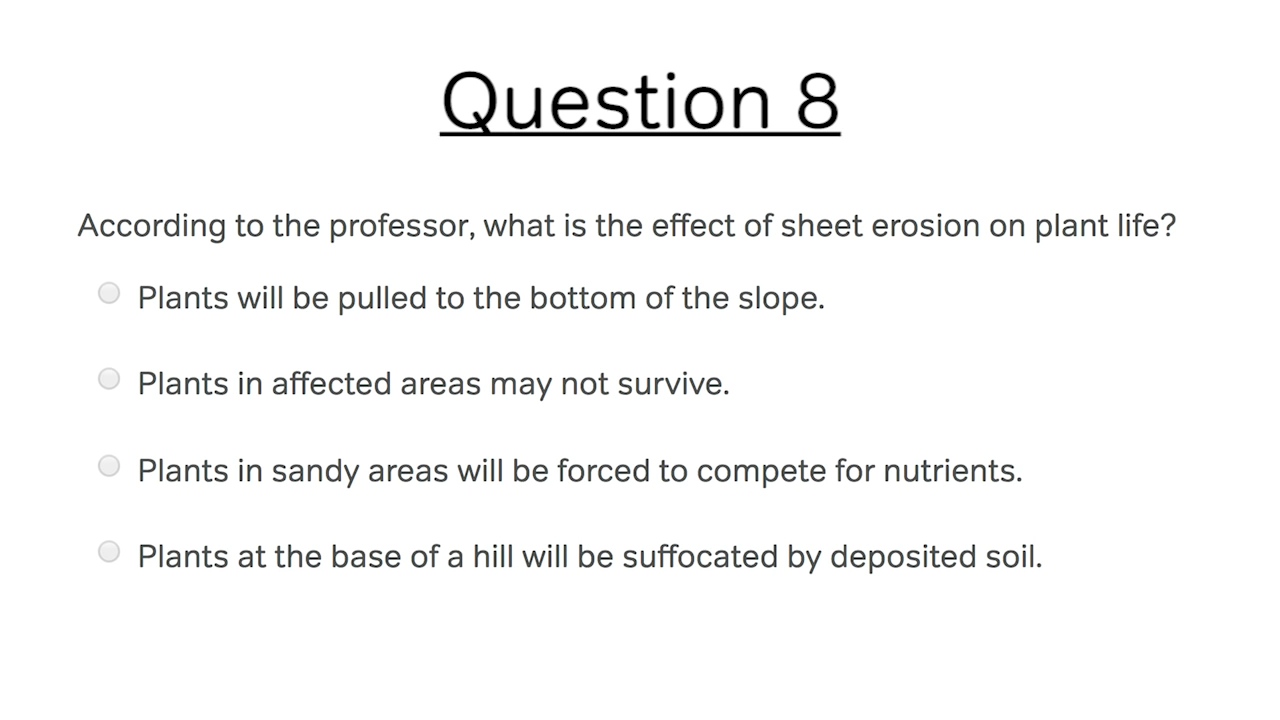 Question 8
According to the professor, what is the effect of sheet erosion on plant life?
Plants will be pulled to the bottom of the slope.
Plants in affected areas may not survive.
Plants in sandy areas will be forced to compete for nutrients.
Plants at the base of a hill will be suffocated by deposited soil.